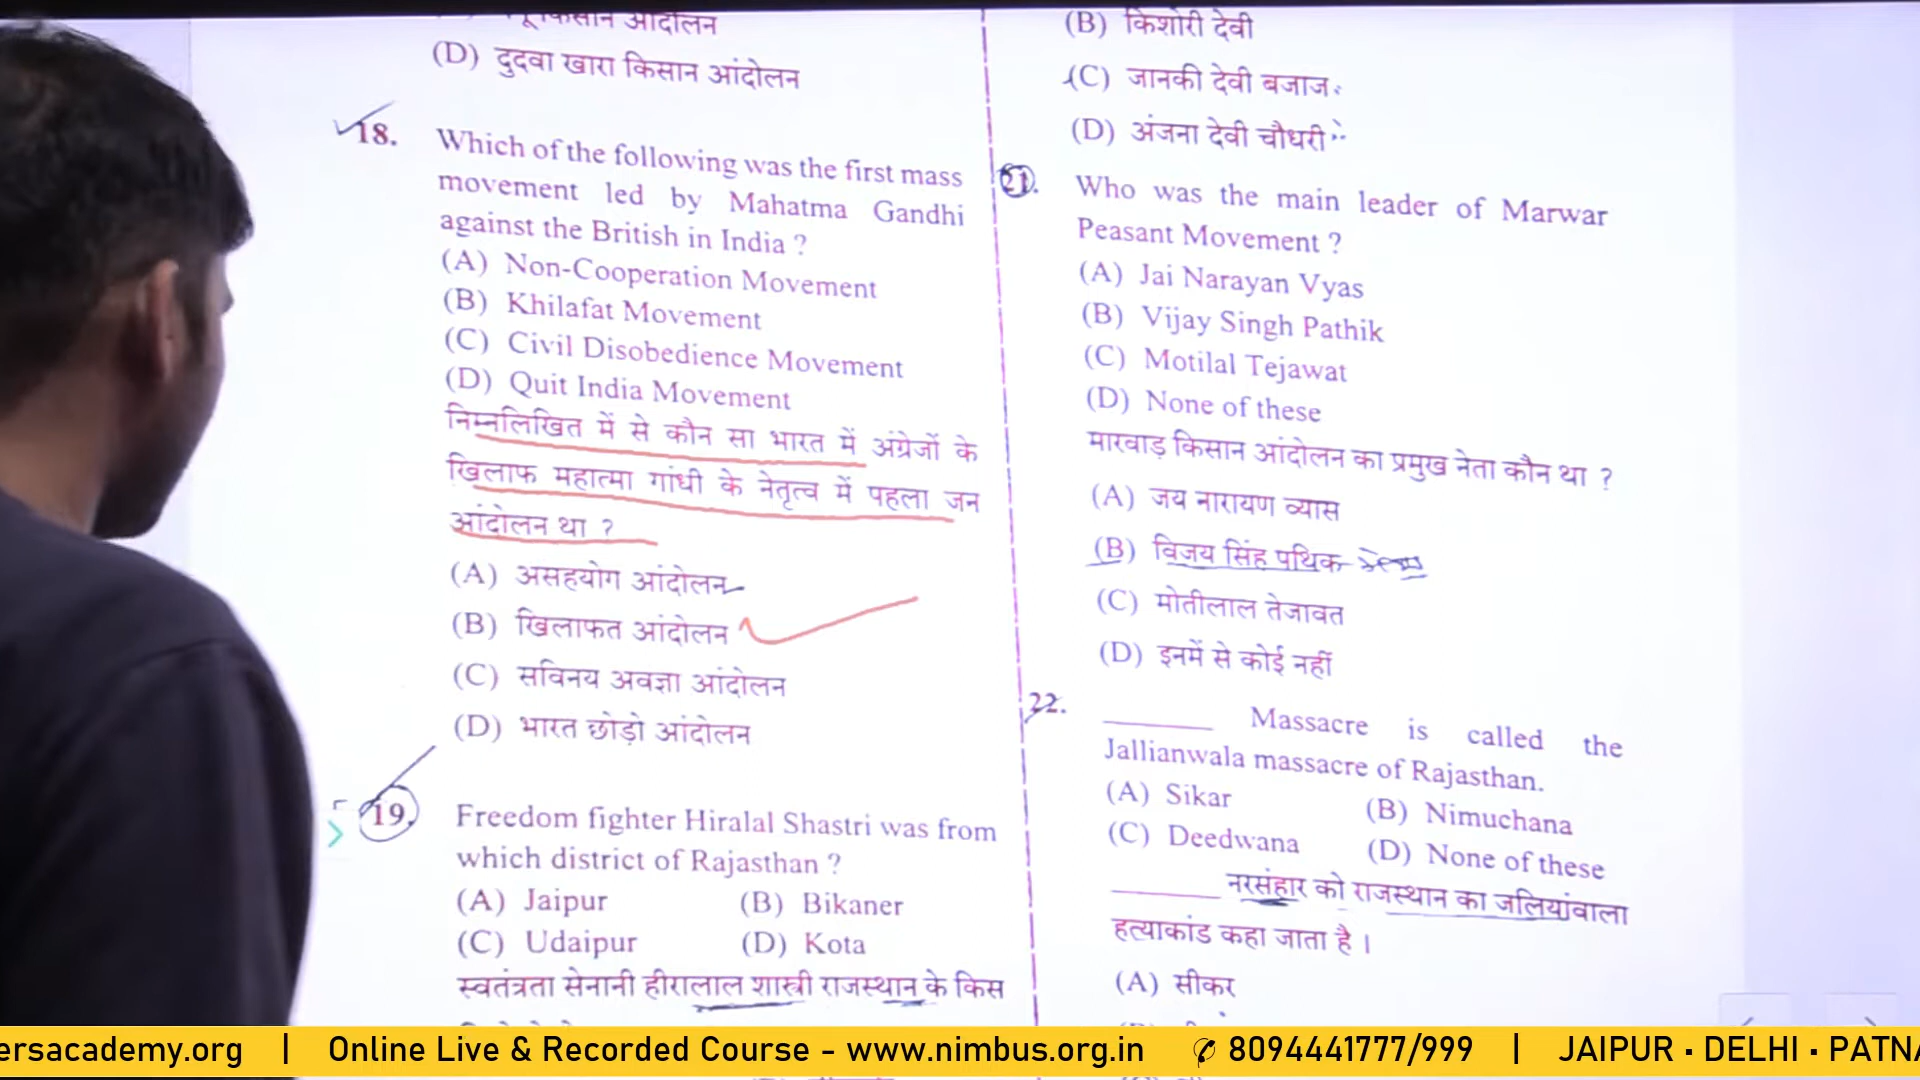 किसान आंदोलन
(D) दुदवा खारा किसान आंदोलन
18. Which of the following was the first mass
movement led by Mahatma Gandhi
against the British in India ?
(A) Non-Cooperation Movement
(B) Khilafat Movement
(C) Civil Disobedience Movement
(D) Quit India Movement
निम्नलिखित में से कौन सा भारत में अंग्रेजों के
खिलाफ महात्मा गांधी के नेतृत्व में पहला जन
आंदोलन था ?
(A) असहयोग आंदोलन
(B) खिलाफत आंदोलन
(C) सविनय अवज्ञा आंदोलन
(D) भारत छोड़ो आंदोलन
19. Freedom fighter Hiralal Shastri was from
which district of Rajasthan ?
(A) Jaipur (B) Bikaner
(C) Udaipur (D) Kota
स्वतंत्रता सेनानी हीरालाल शास्त्री राजस्थान के किस
(B) किशोरी देवी
(C) जानकी देवी बजाज
(D) अंजना देवी चौधरी
21. Who was the main leader of Marwar
Peasant Movement ?
(A) Jai Narayan Vyas
(B) Vijay Singh Pathik
(C) Motilal Tejawat
(D) None of these
मारवाड़ किसान आंदोलन का प्रमुख नेता कौन था ?
(A) जय नारायण व्यास
(B) विजय सिंह पथिक
(C) मोतीलाल तेजावत
(D) इनमें से कोई नहीं
22. ______ Massacre is called the
Jallianwala massacre of Rajasthan.
(A) Sikar (B) Nimuchana
(C) Deedwana (D) None of these
______ नरसंहार को राजस्थान का जलियांवाला
हत्याकांड कहा जाता है ।
(A) सीकर
ersacademy.org | Online Live & Recorded Course - www.nimbus.org.in ✆ 8094441777/999 | JAIPUR • DELHI • PATNA